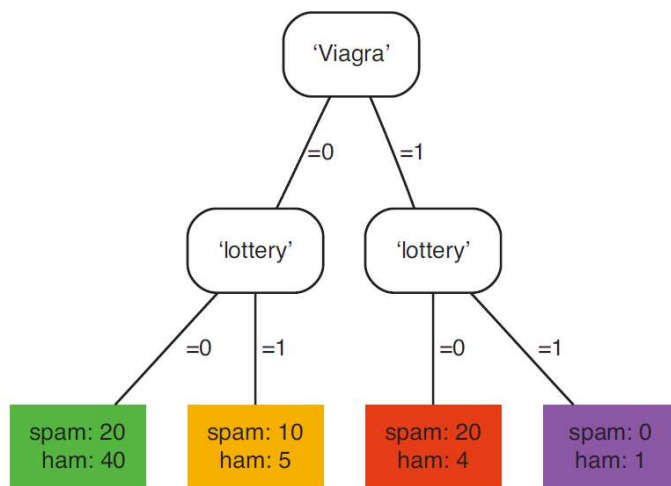 ‘Viagra’
=0
=1
‘lottery’
‘lottery’
=0
=1
=0
=1
spam: 20
ham: 40
spam: 10
ham: 5
spam: 20
ham: 4
spam: 0
ham: 1